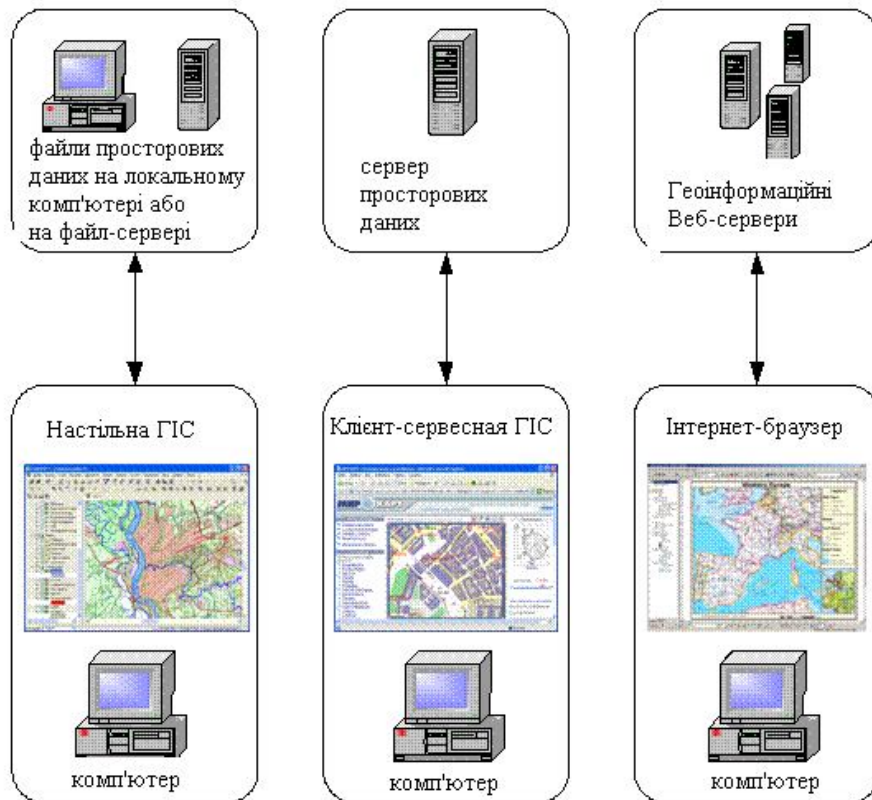 файли просторових
даних на локальному
комп'ютері або
на файл-сервері
сервер
просторових
даних
Геоінформаційні
Веб-сервери
Настільна ГІС
Клієнт-сервесная ГІС
Інтернет-браузер
комп'ютер
комп'ютер
комп'ютер